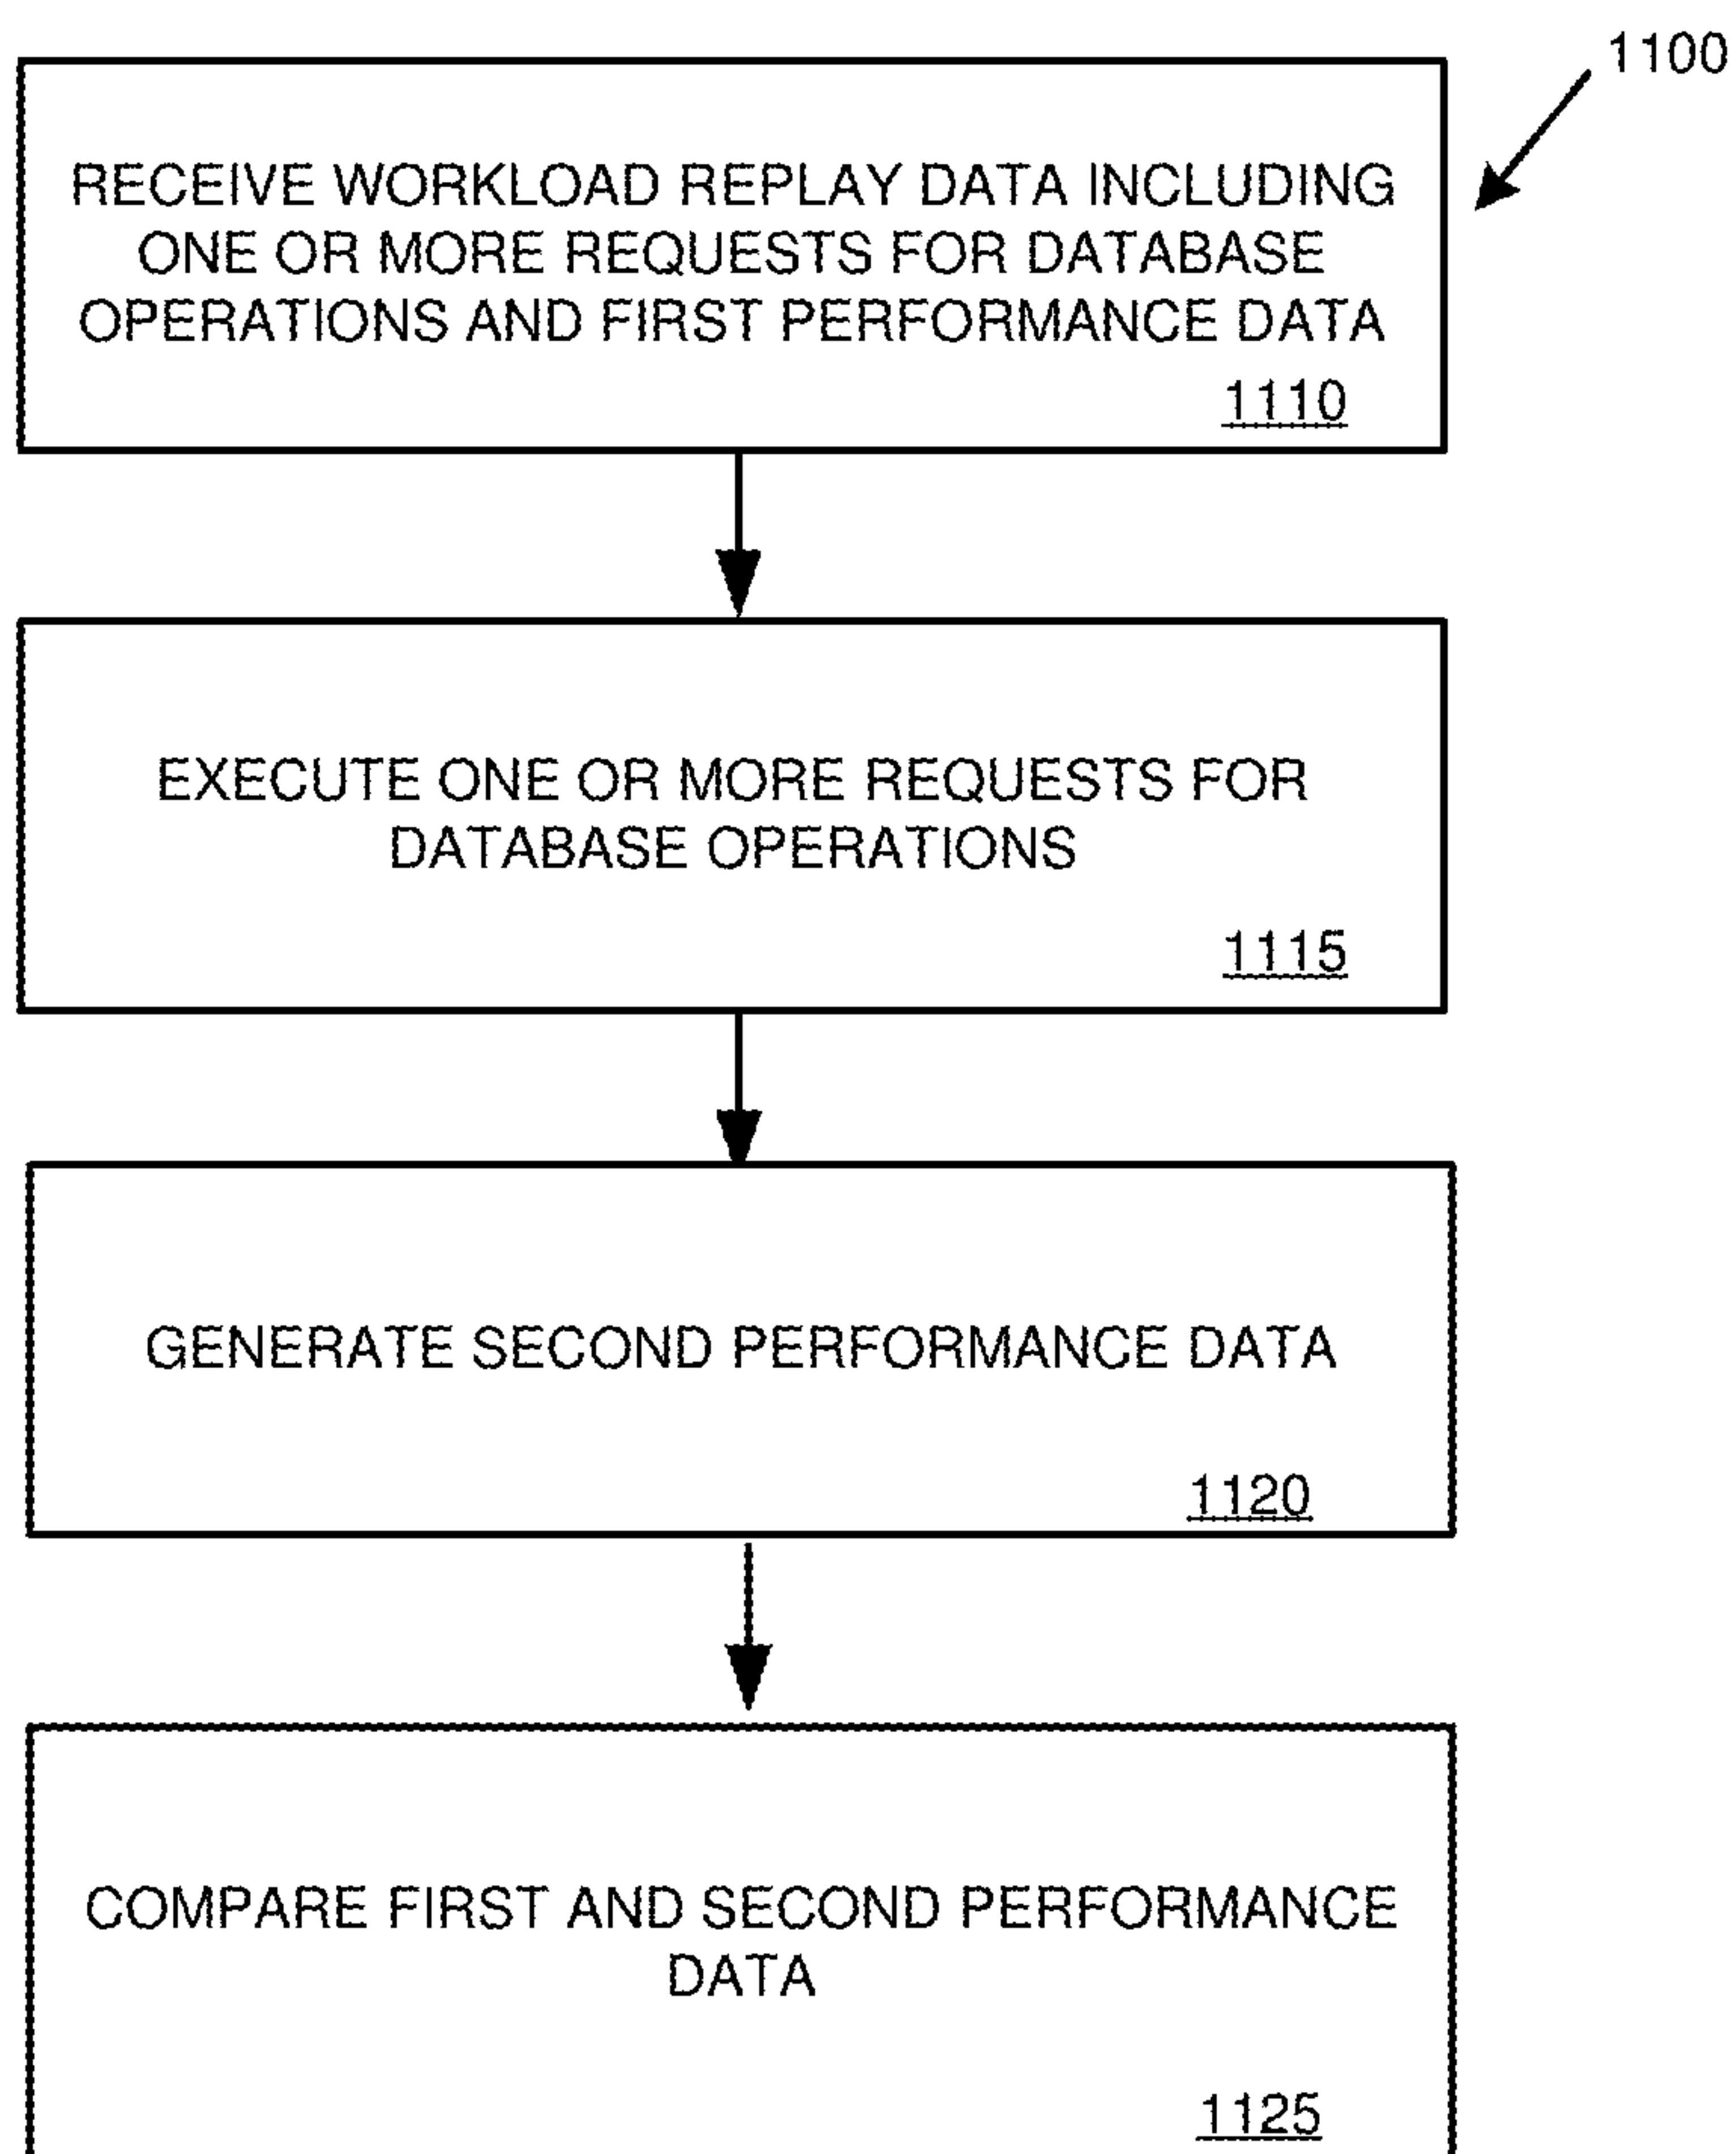 1100
RECEIVE WORKLOAD REPLAY DATA INCLUDING
ONE OR MORE REQUESTS FOR DATABASE
OPERATIONS AND FIRST PERFORMANCE DATA
1110
EXECUTE ONE OR MORE REQUESTS FOR
DATABASE OPERATIONS
1115
GENERATE SECOND PERFORMANCE DATA
1120
COMPARE FIRST AND SECOND PERFORMANCE
DATA
1125